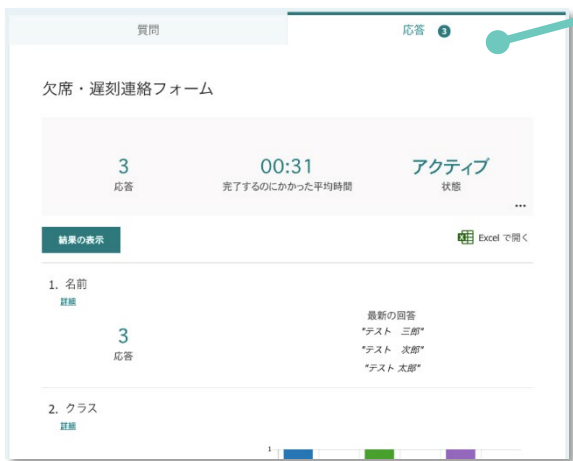 質問
応答 3
欠席・遅刻連絡フォーム
3
応答
00:31
完了するのにかかった平均時間
アクティブ
状態
...
結果の表示
Excel で開く
1. 名前
詳細
3
応答
最新の回答
"テスト 三郎"
"テスト 次郎"
"テスト 太郎"
2. クラス
詳細
1